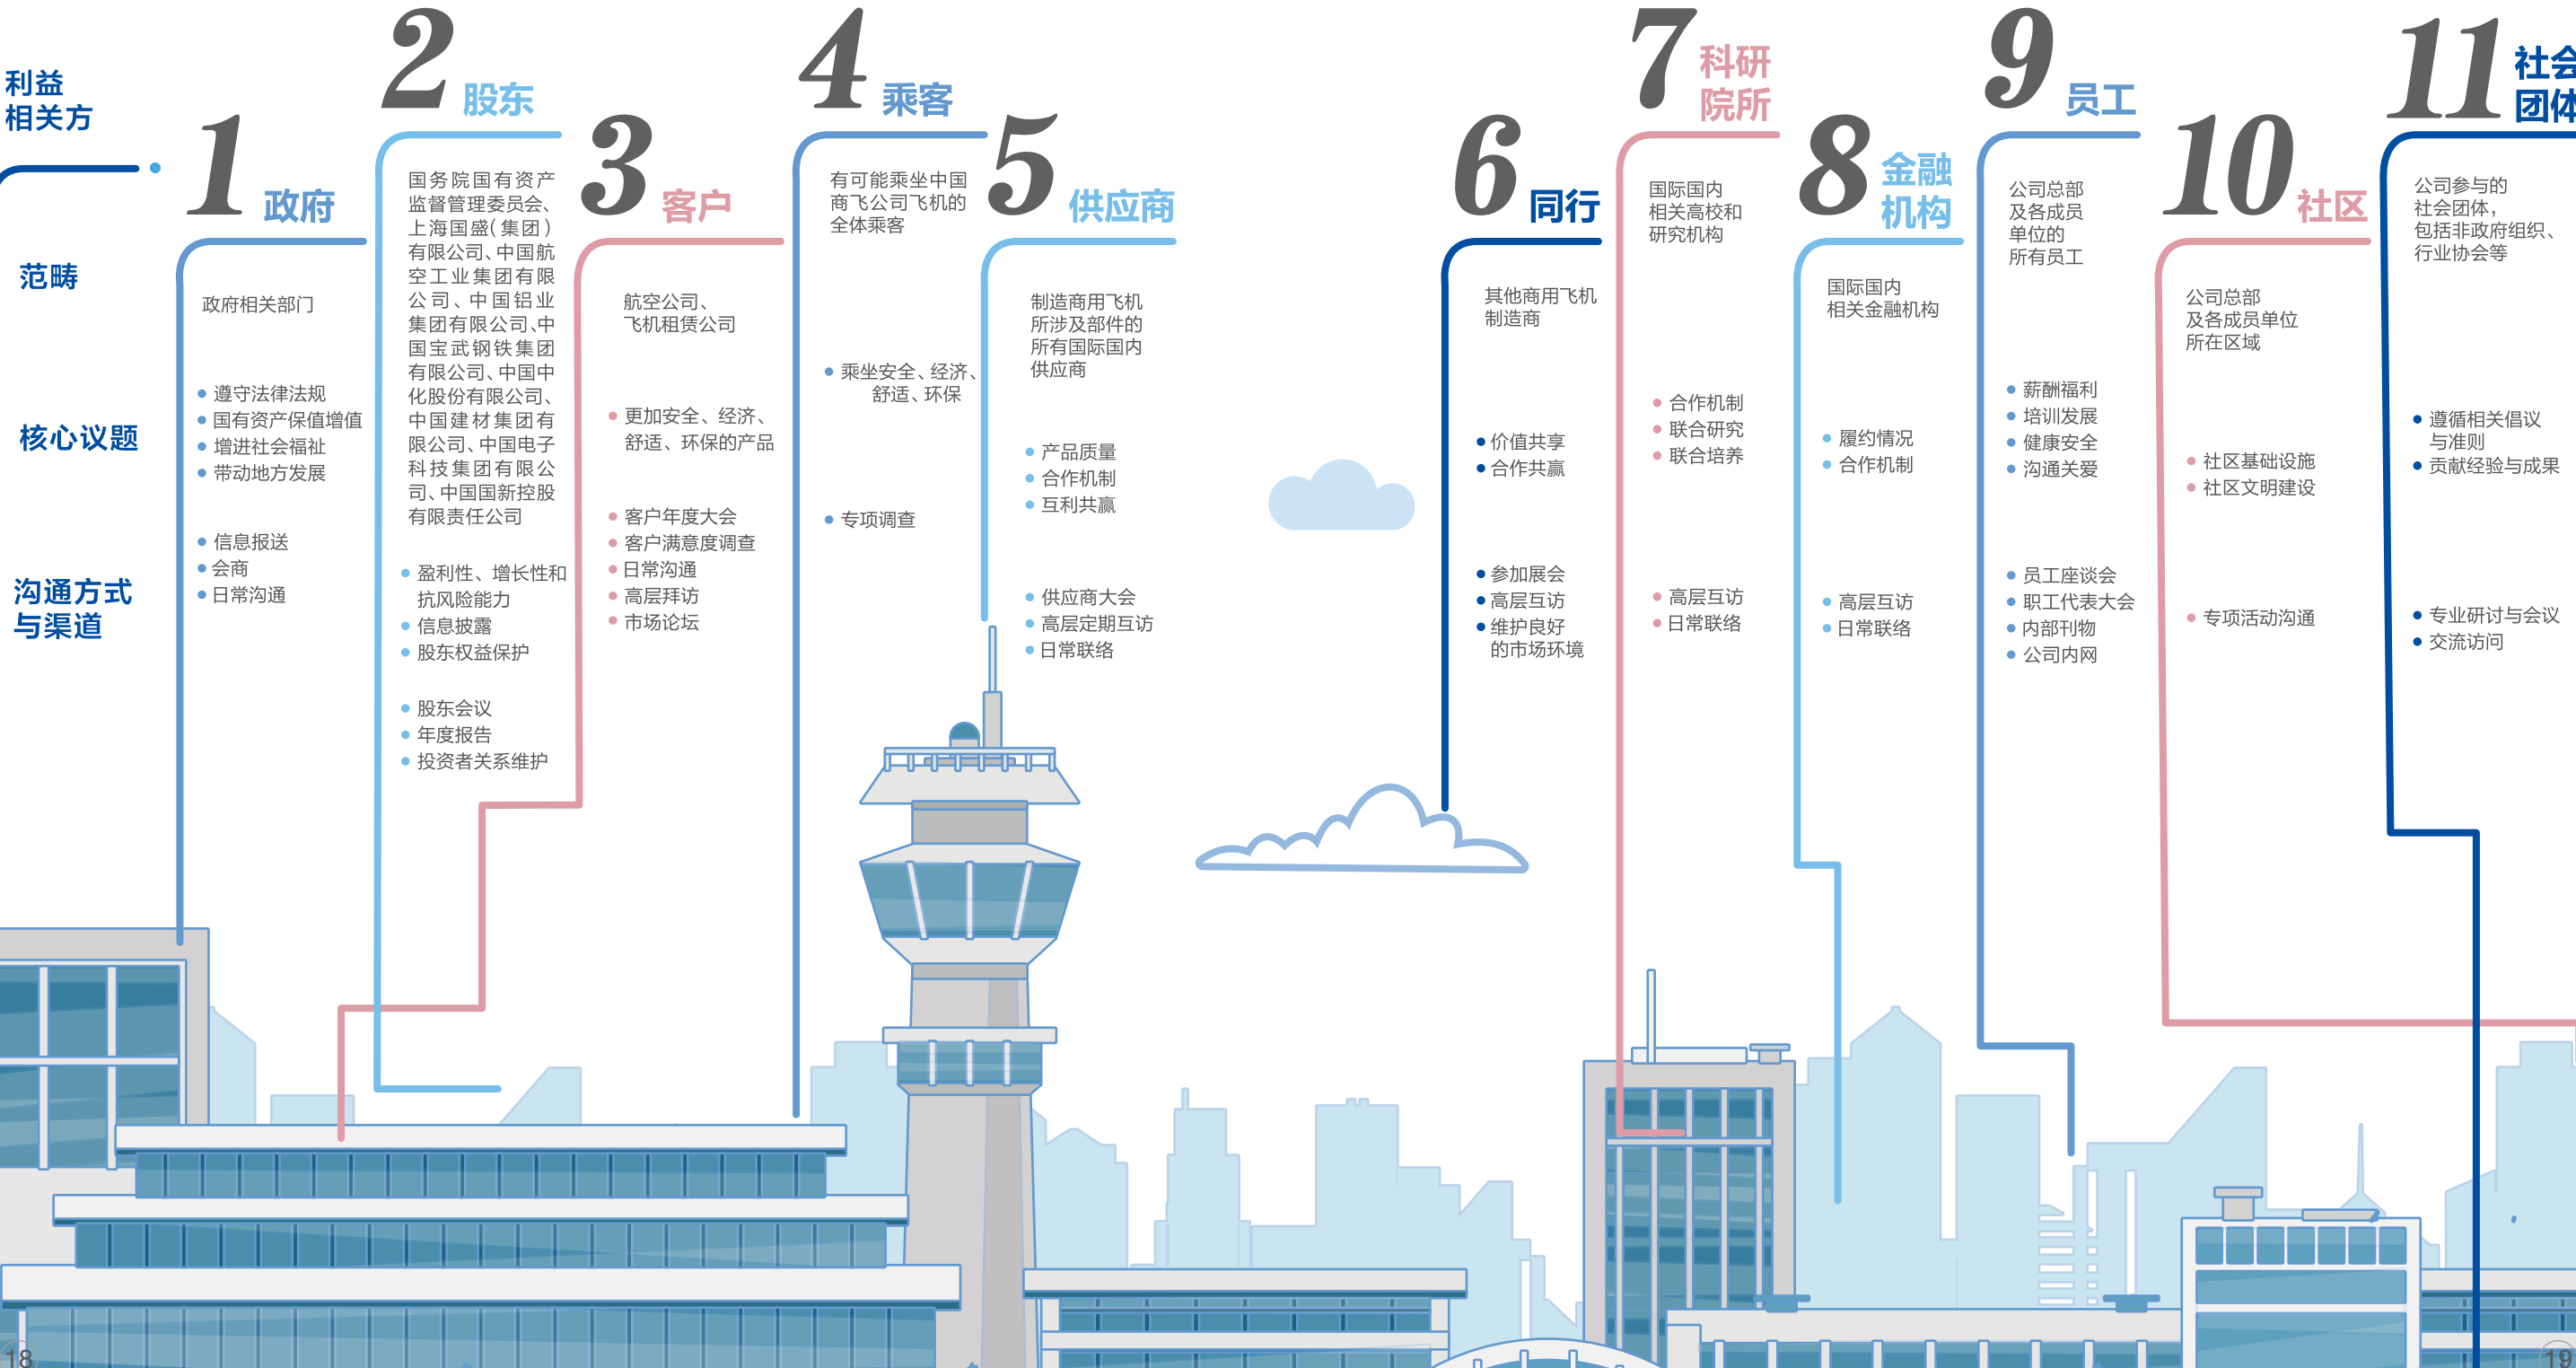 利益
相关方
范畴
核心议题
沟通方式
与渠道
1 政府
政府相关部门
遵守法律法规
国有资产保值增值
增进社会福祉
带动地方发展
信息报送
会商
日常沟通
2 股东
国务院国有资产
监督管理委员会、
上海国盛(集团)
有限公司、中国航
空工业集团有限
公司、中国铝业
集团有限公司、中
国宝武钢铁集团
有限公司、中国中
化股份有限公司、
中国建材集团有
限公司、中国电子
科技集团有限公
司、中国国新控股
有限责任公司
盈利性、增长性和
抗风险能力
信息披露
股东权益保护
股东会议
年度报告
投资者关系维护
3 客户
航空公司、
飞机租赁公司
更加安全、经济、
舒适、环保的产品
客户年度大会
客户满意度调查
日常沟通
高层拜访
市场论坛
4 乘客
有可能乘坐中国
商飞公司飞机的
全体乘客
乘坐安全、经济、
舒适、环保
专项调查
5 供应商
制造商用飞机
所涉及部件的
所有国际国内
供应商
产品质量
合作机制
互利共赢
供应商大会
高层定期互访
日常联络
6 同行
其他商用飞机
制造商
价值共享
合作共赢
参加展会
高层互访
维护良好
的市场环境
7 科研
院所
国际国内
相关高校和
研究机构
合作机制
联合研究
联合培养
高层互访
日常联络
8 金融
机构
国际国内
相关金融机构
履约情况
合作机制
高层互访
日常联络
9 员工
公司总部
及各成员
单位的
所有员工
薪酬福利
培训发展
健康安全
沟通关爱
员工座谈会
职工代表大会
内部刊物
公司内网
10 社区
公司总部
及各成员单位
所在区域
社区基础设施
社区文明建设
专项活动沟通
11 社会
团体
公司参与的
社会团体，
包括非政府组织、
行业协会等
遵循相关倡议
与准则
贡献经验与成果
专业研讨与会议
交流访问
18
19